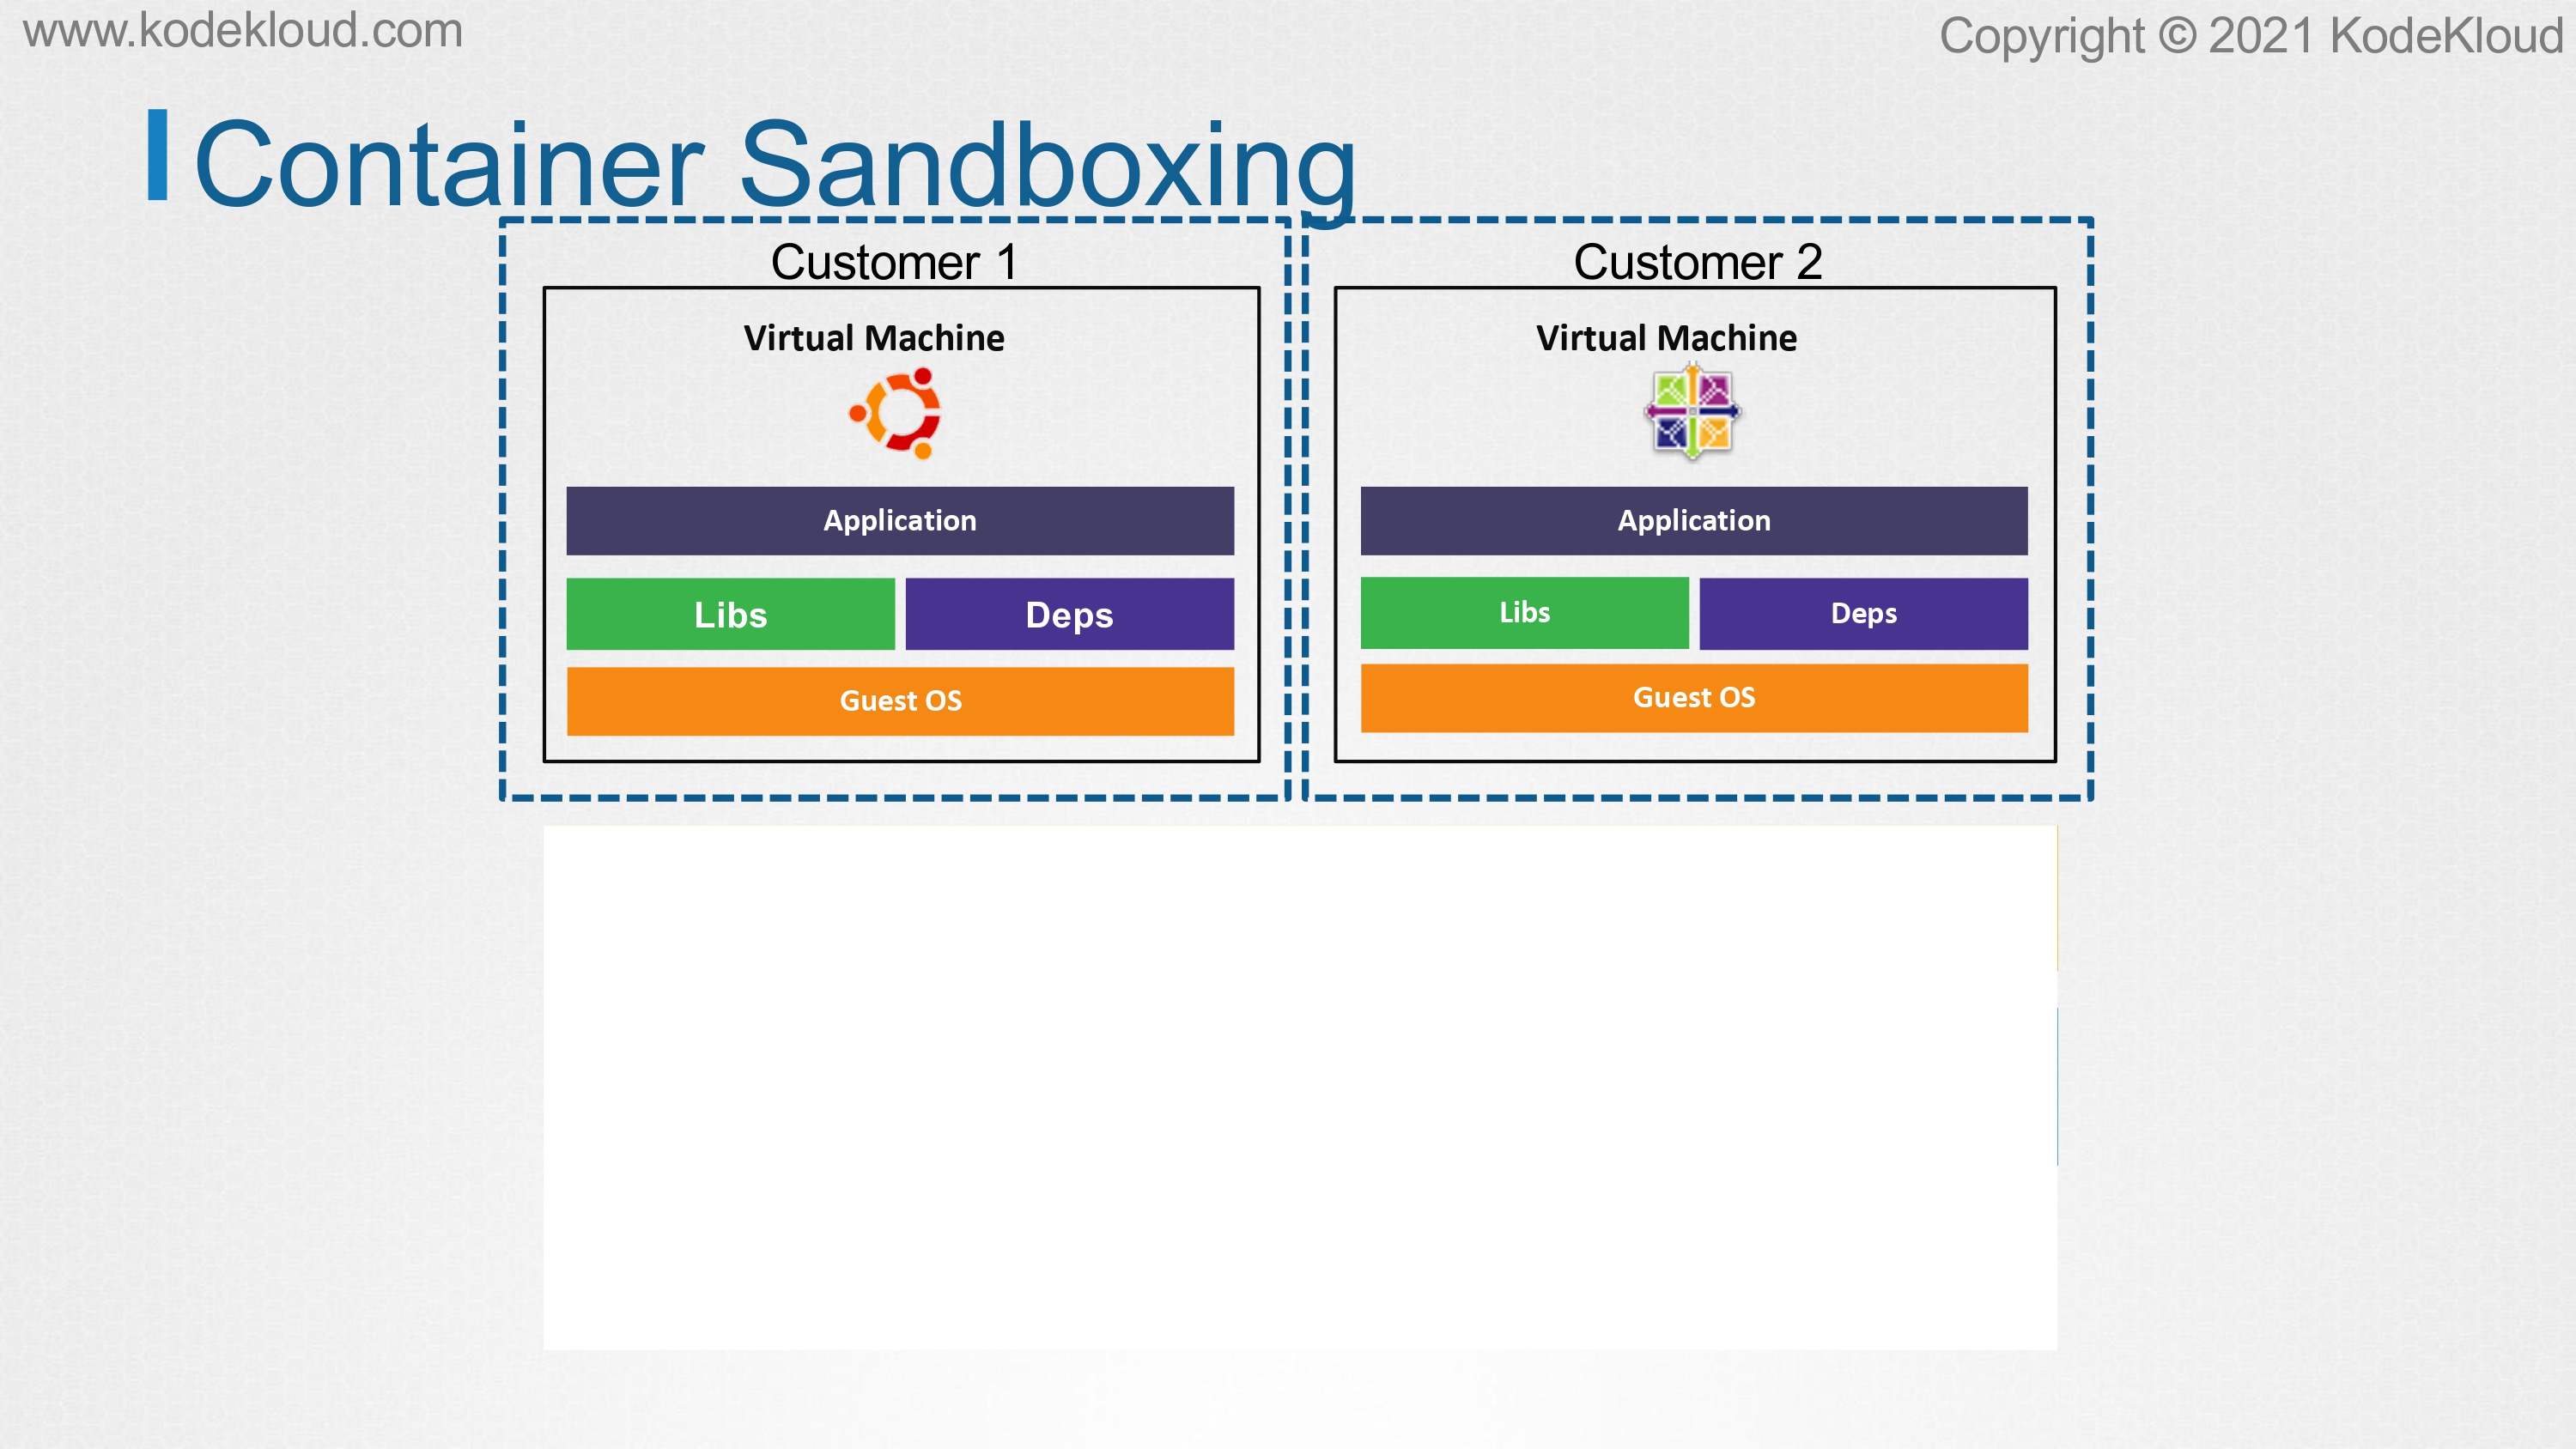 www.kodekloud.com
Copyright © 2021 KodeKloud
Container Sandboxing
Customer 1
Customer 2
Virtual Machine
Virtual Machine
Application
Application
Libs
Deps
Libs
Deps
Guest OS
Guest OS